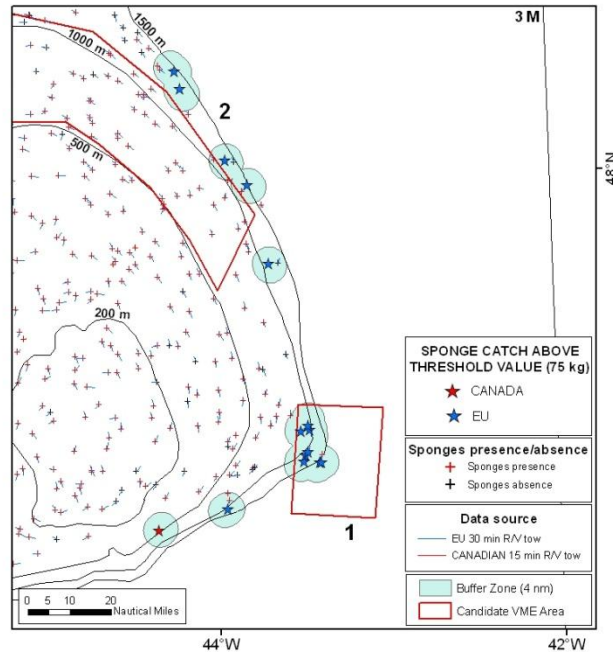 1500 m
3 M
1000 m
2
48°N
500 m
200 m
SPONGE CATCH ABOVE
THRESHOLD VALUE (75 kg)
CANADA
EU
Sponges presence/absence
Sponges presence
Sponges absence
Data source
EU 30 min R/V tow
CANADIAN 15 min R/V tow
1
Buffer Zone (4 nm)
Candidate VME Area
0 5 10 20
Nautical Miles
44°W
42°W